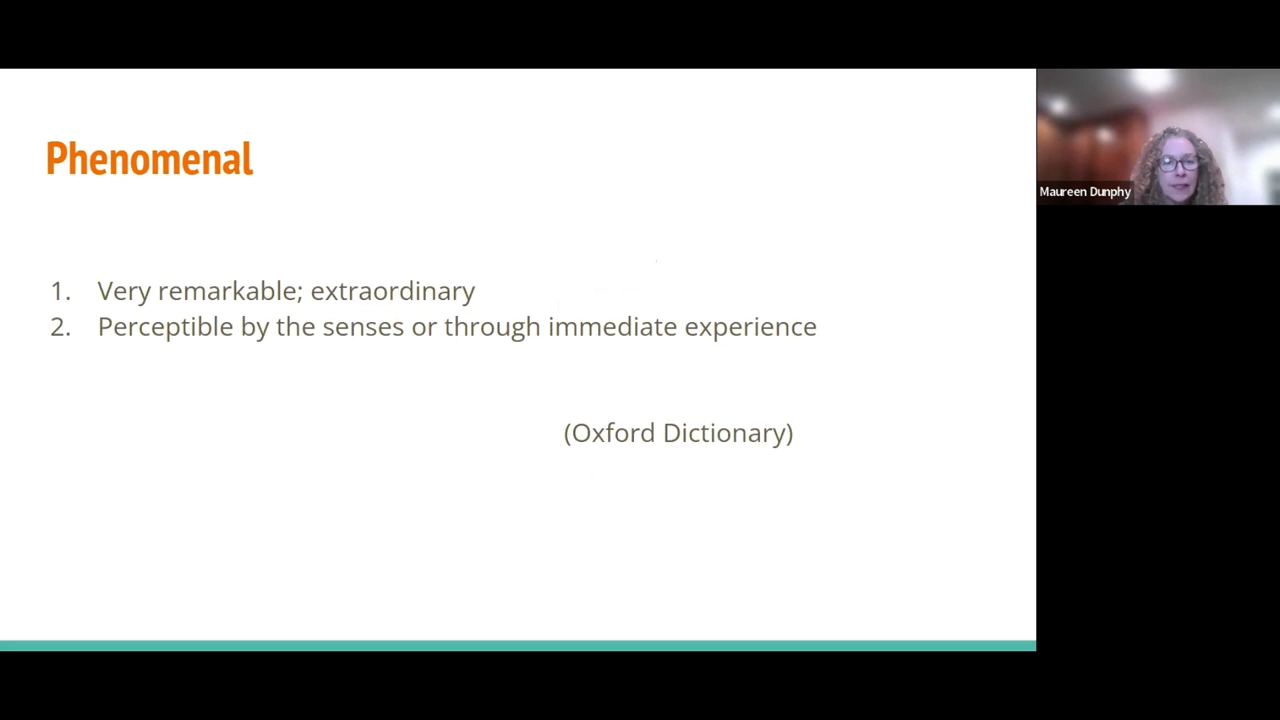 Phenomenal
1. Very remarkable; extraordinary
2. Perceptible by the senses or through immediate experience
(Oxford Dictionary)
Maureen Dunphy